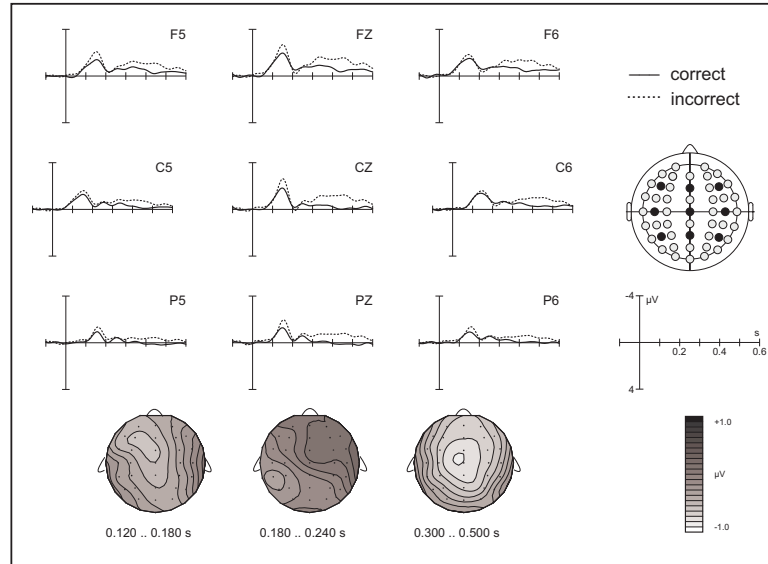 F5
FZ
F6
correct
incorrect
C5
CZ
C6
P5
PZ
P6
-4
µV
s
0.2 0.4 0.6
4
+1.0
µV
-1.0
0.120 .. 0.180 s
0.180 .. 0.240 s
0.300 .. 0.500 s